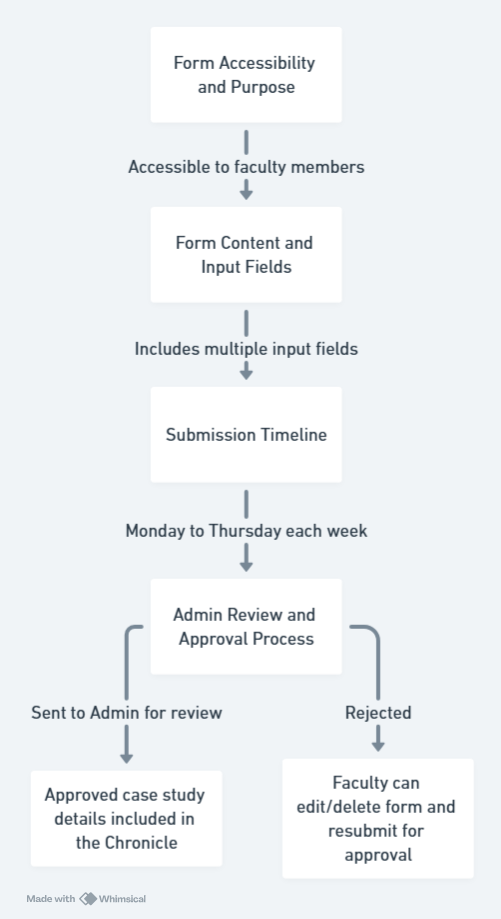 Form Accessibility
and Purpose
Accessible to faculty members
Form Content and
Input Fields
Includes multiple input fields
Submission Timeline
Monday to Thursday each week
Admin Review and
Approval Process
Sent to Admin for review
Rejected
Approved case study
details included in
the Chronicle
Faculty can
edit/delete form and
resubmit for
approval
Made with Whimsical